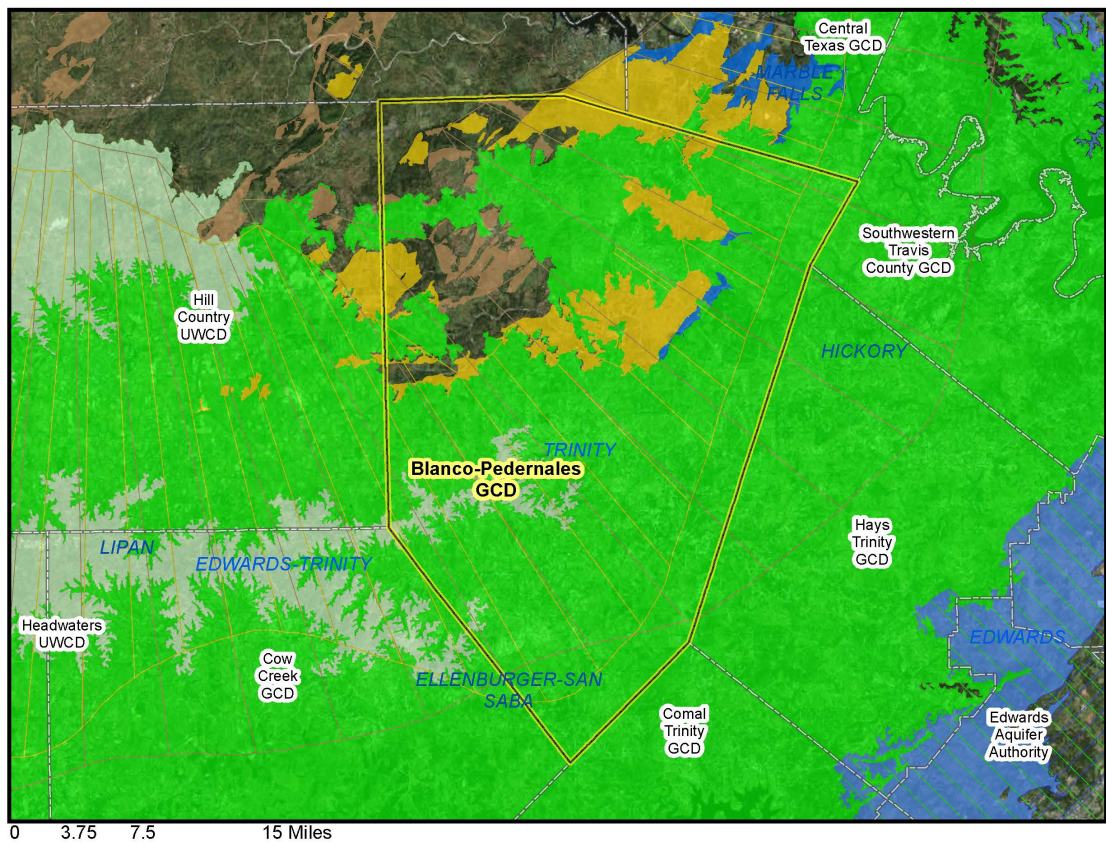 Central
Texas GCD
MARBLE
FALLS
Southwestern
Travis
County GCD
Hill
Country
UWCD
HICKORY
TRINITY
Blanco-Pedernales
GCD
LIPAN
EDWARDS-TRINITY
Hays
Trinity
GCD
Headwaters
UWCD
EDWARDS
Cow
Creek
GCD
ELLENBURGER-SAN
SABA
Comal
Trinity
GCD
Edwards
Aquifer
Authority
0 3.75 7.5 15 Miles